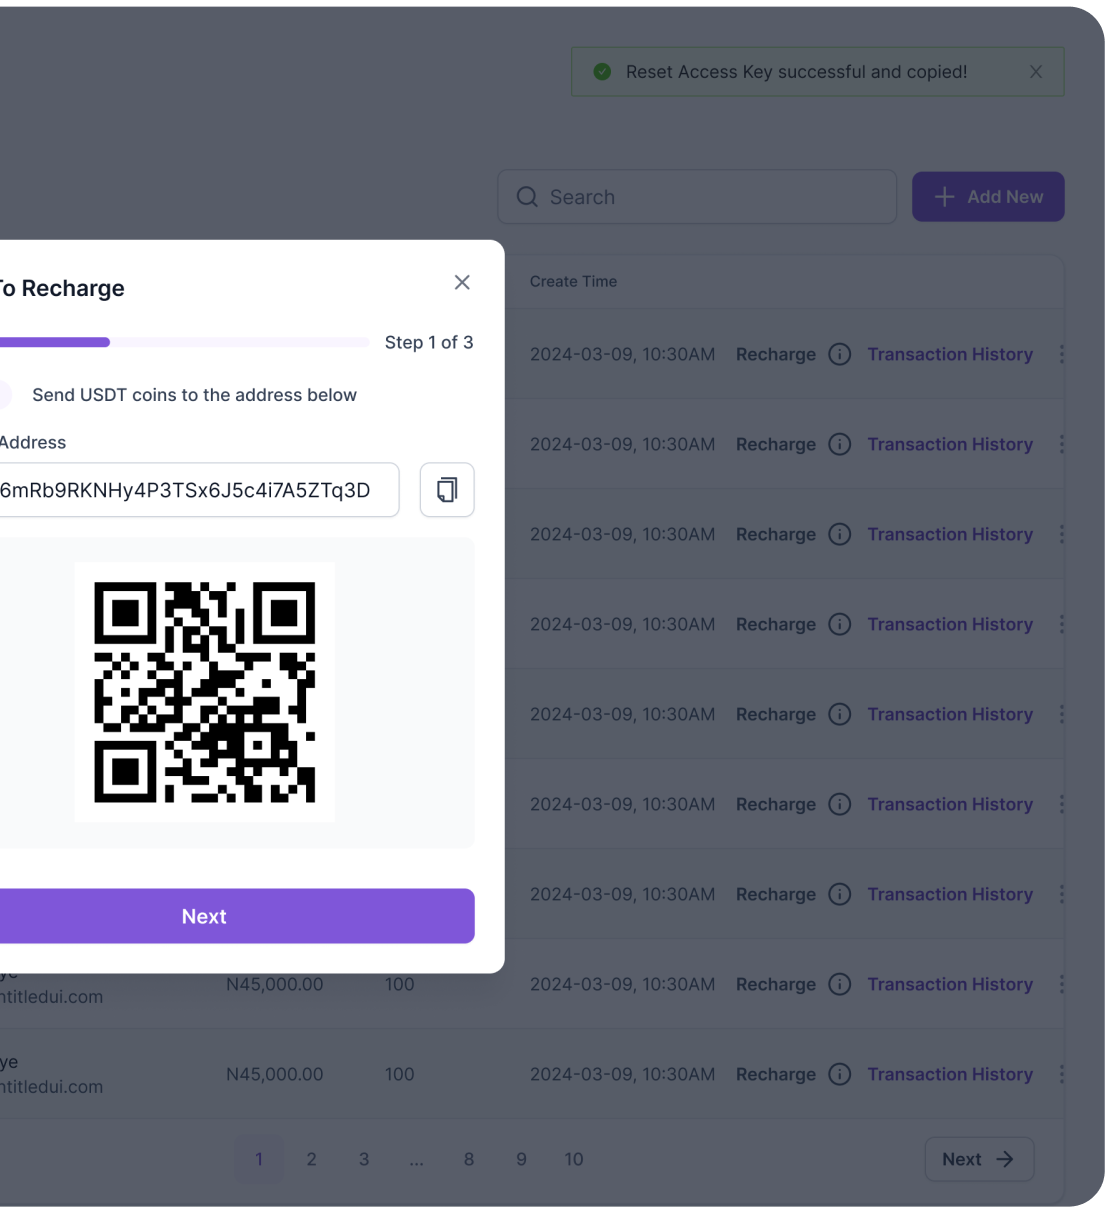 Reset Access Key successful and copied!
Search
Add New
To Recharge
Create Time
Step 1 of 3
Send USDT coins to the address below
Address
6mRb9RKNHy4P3TSx6J5c4i7A5ZTq3D
Next
2024-03-09, 10:30AM Recharge Transaction History
2024-03-09, 10:30AM Recharge Transaction History
2024-03-09, 10:30AM Recharge Transaction History
2024-03-09, 10:30AM Recharge Transaction History
2024-03-09, 10:30AM Recharge Transaction History
2024-03-09, 10:30AM Recharge Transaction History
2024-03-09, 10:30AM Recharge Transaction History
ye
ntitledui.com N45,000.00 100 2024-03-09, 10:30AM Recharge Transaction History
ye
ntitledui.com N45,000.00 100 2024-03-09, 10:30AM Recharge Transaction History
1 2 3 ... 8 9 10 Next